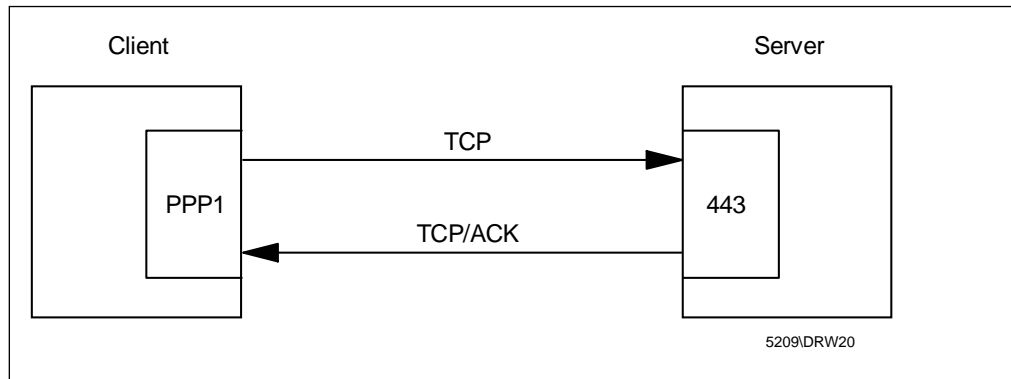 Client
Server
TCP
PPP1
443
TCP/ACK
5209\DRW20